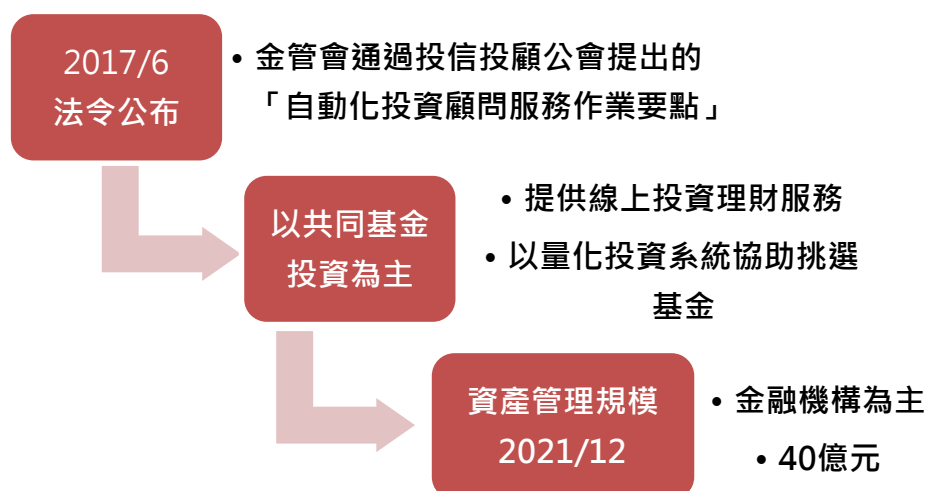 2017/6
法令公布
• 金管會通過投信投顧公會提出的
「自動化投資顧問服務作業要點」
以共同基金
投資為主
• 提供線上投資理財服務
• 以量化投資系統協助挑選
基金
資產管理規模
2021/12
• 金融機構為主
• 40億元